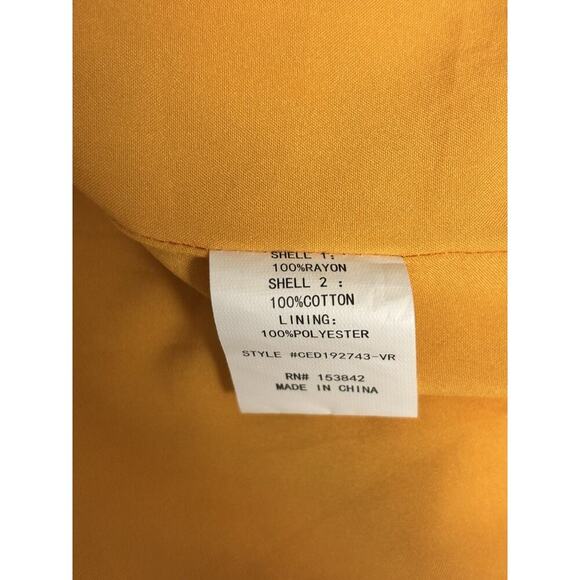 SHELL 1:
100%RAYON
SHELL 2 :
100%COTTON
LINING:
100%POLYESTER
STYLE #CED192743-VR
RN# 153842
MADE IN CHINA